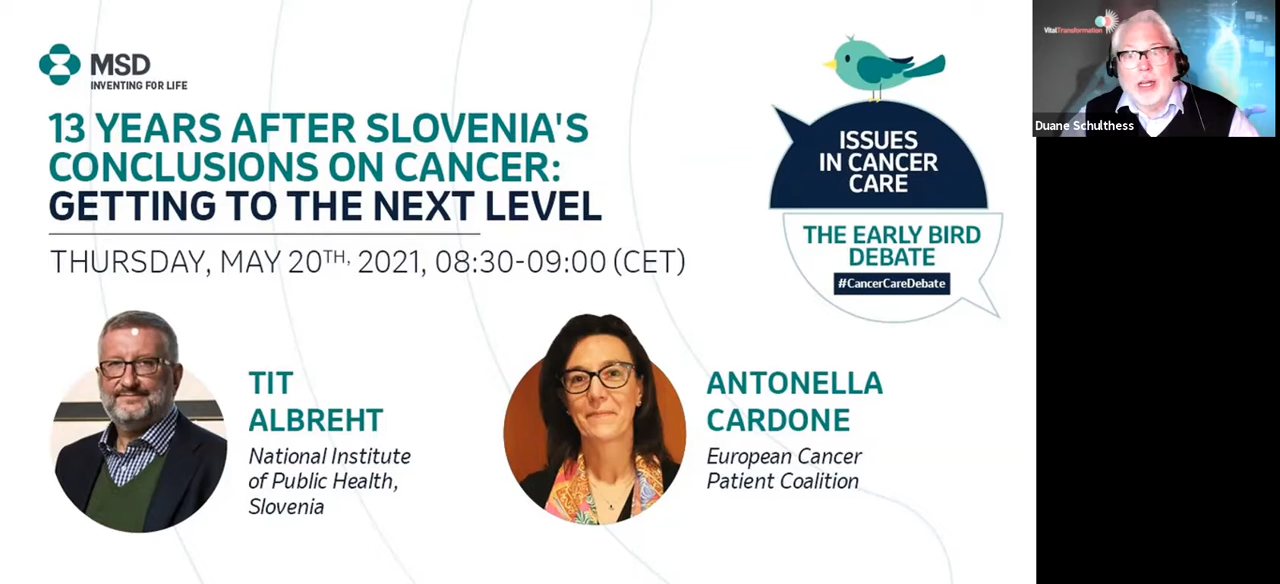 MSD
INVENTING FOR LIFE
13 YEARS AFTER SLOVENIA'S
CONCLUSIONS ON CANCER:
GETTING TO THE NEXT LEVEL
THURSDAY, MAY 20TH, 2021, 08:30-09:00 (CET)
ISSUES
IN CANCER
CARE
THE EARLY BIRD
DEBATE
#CancerCareDebate
TIT
ALBREHT
National Institute
of Public Health,
Slovenia
ANTONELLA
CARDONE
European Cancer
Patient Coalition
VitalTransformation
Duane Schulthess